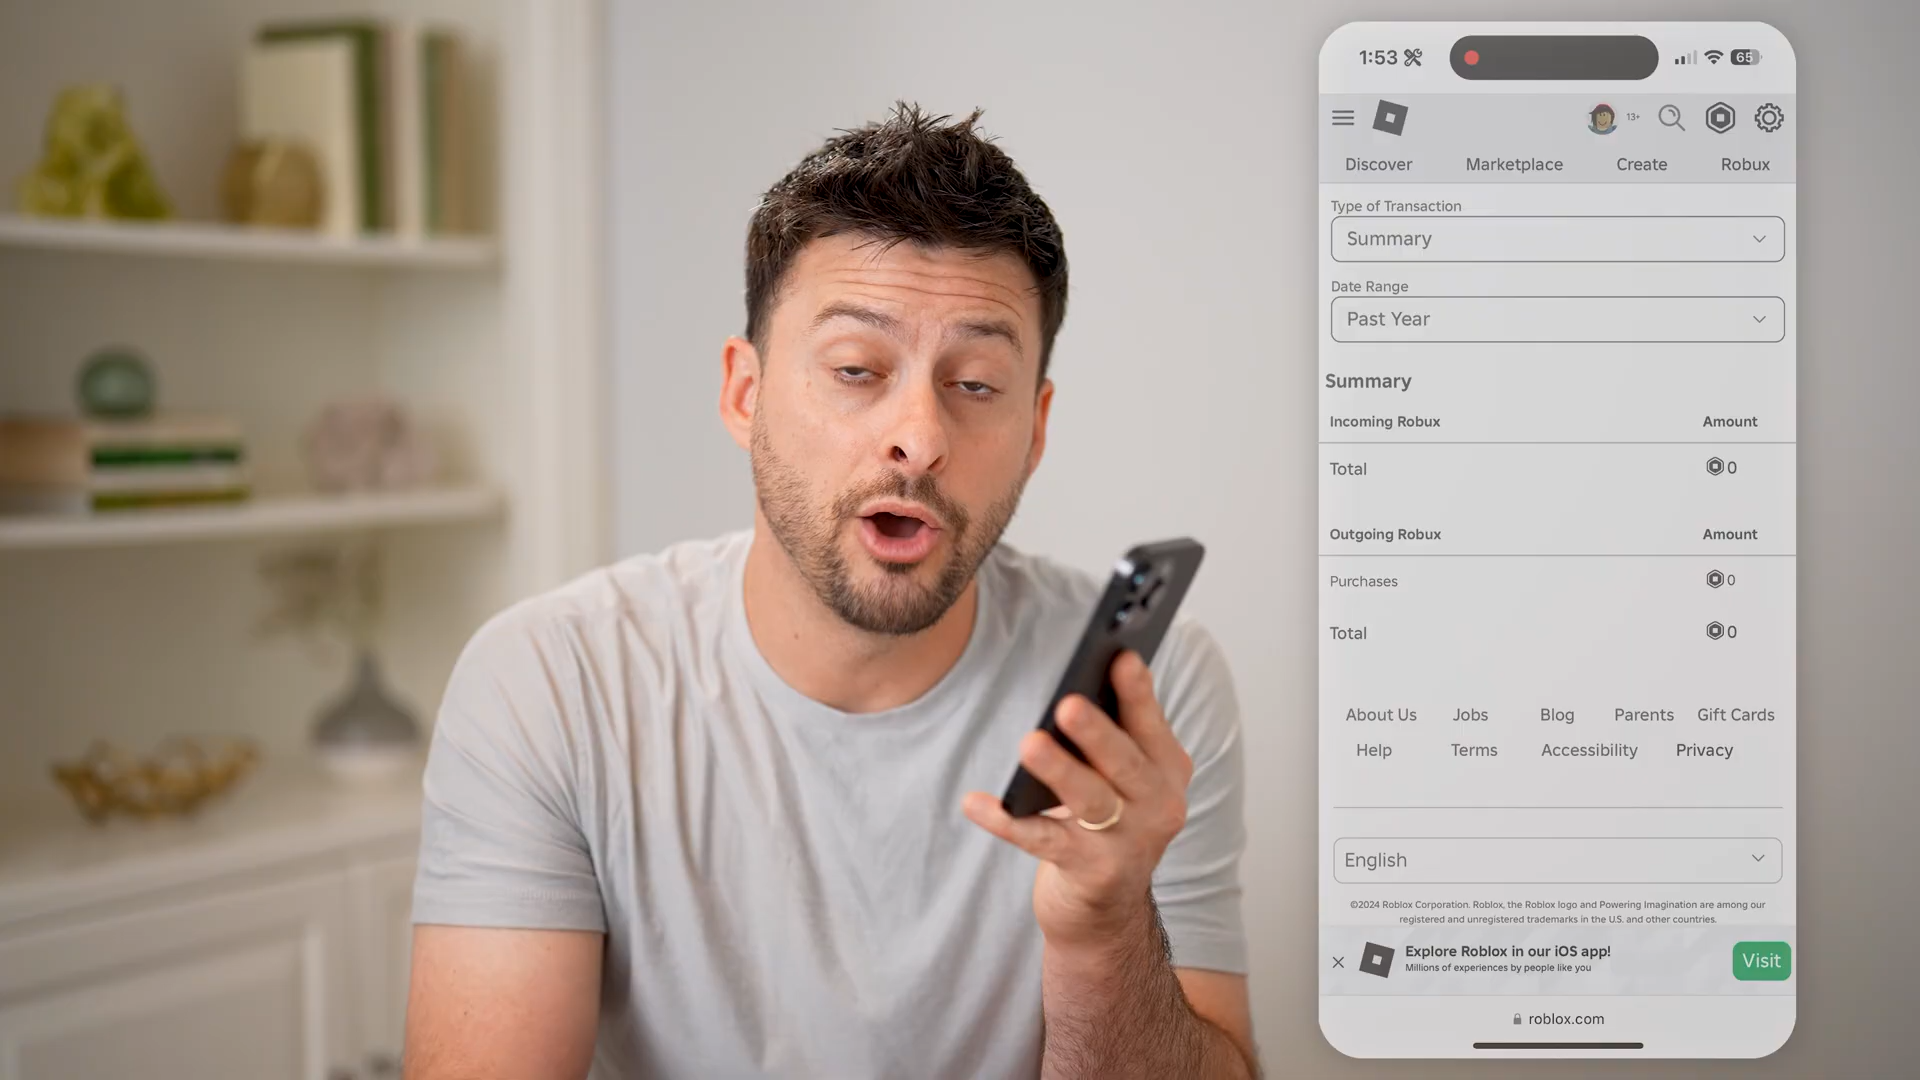 1:53
65
13+
Discover Marketplace Create Robux
Type of Transaction
Summary
Date Range
Past Year
Summary
Incoming Robux Amount
Total 0
Outgoing Robux Amount
Purchases 0
Total 0
About Us Jobs Blog Parents Gift Cards
Help Terms Accessibility Privacy
English
©2024 Roblox Corporation. Roblox, the Roblox logo and Powering Imagination are among our
registered and unregistered trademarks in the U.S. and other countries.
Explore Roblox in our iOS app!
Millions of experiences by people like you
Visit
roblox.com